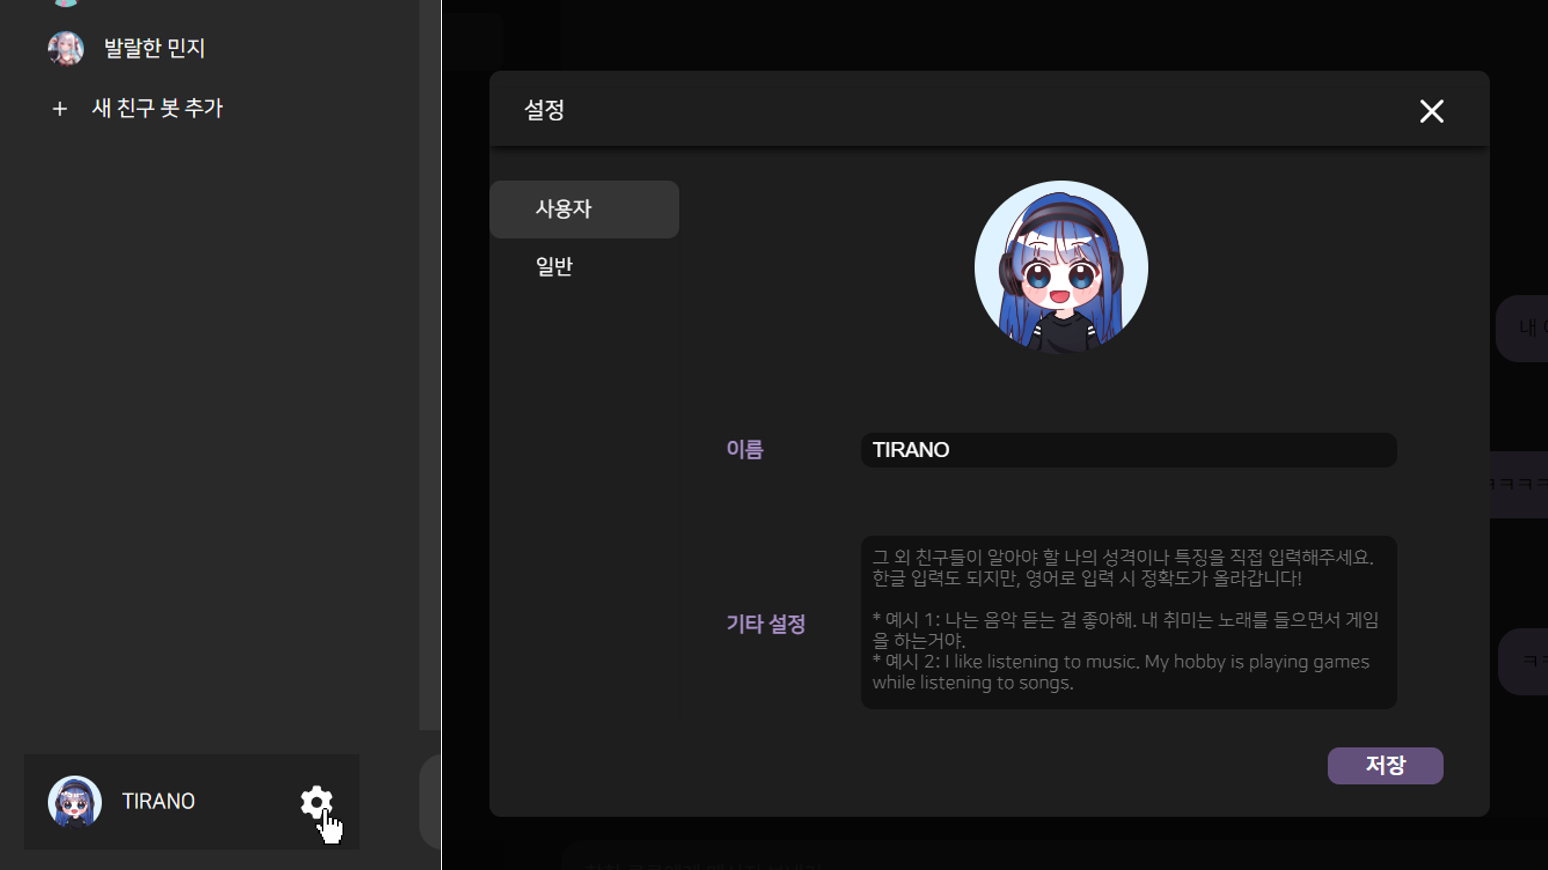 발랄한 민지
+ 새 친구 봇 추가
TIRANO
설정
사용자
일반
이름
TIRANO
기타 설정
그 외 친구들이 알아야 할 나의 성격이나 특징을 직접 입력해주세요.
한글 입력도 되지만, 영어로 입력 시 정확도가 올라갑니다!
* 예시 1: 나는 음악 듣는 걸 좋아해. 내 취미는 노래를 들으면서 게임
을 하는거야.
* 예시 2: I like listening to music. My hobby is playing games
while listening to songs.
저장
내
ㅋㅋㅋ